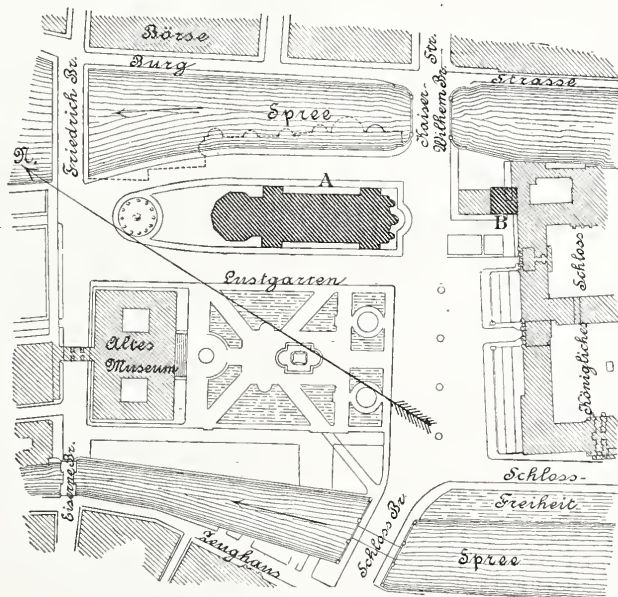 Börse
Burg
Str.
Strasse
Friedrich Br.
Spree
Kaiser-
Wilhelm Br.
N.
A
B
Lustgarten
Schloss
Königliches
Altes
Museum
Eiserne Br.
Schloss-
Freiheit
Schloss Br.
Zeughaus
Spree